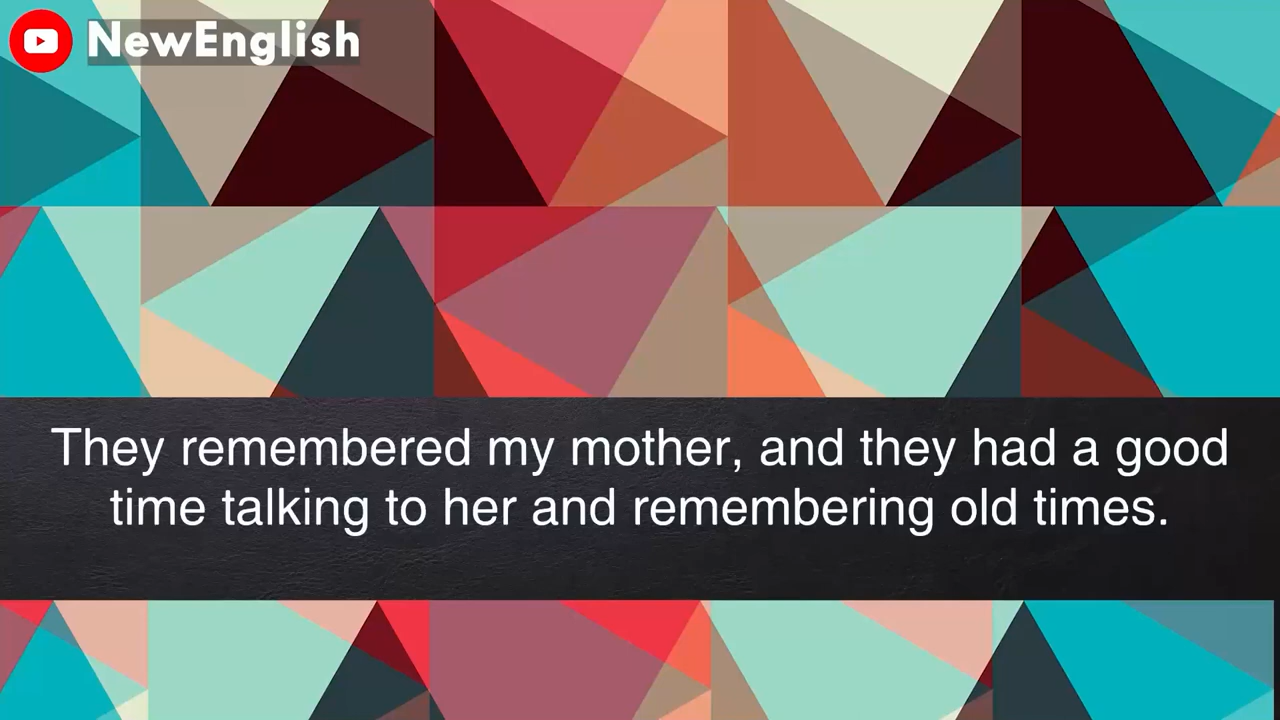 NewEnglish
They remembered my mother, and they had a good
time talking to her and remembering old times.